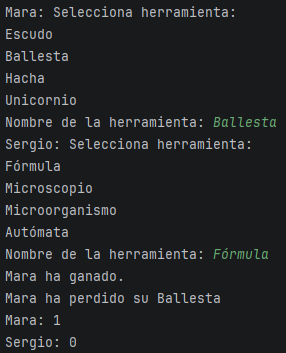 Mara: Selecciona herramienta:
Escudo
Ballesta
Hacha
Unicornio
Nombre de la herramienta: Ballesta
Sergio: Selecciona herramienta:
Fórmula
Microscopio
Microorganismo
Autómata
Nombre de la herramienta: Fórmula
Mara ha ganado.
Mara ha perdido su Ballesta
Mara: 1
Sergio: 0